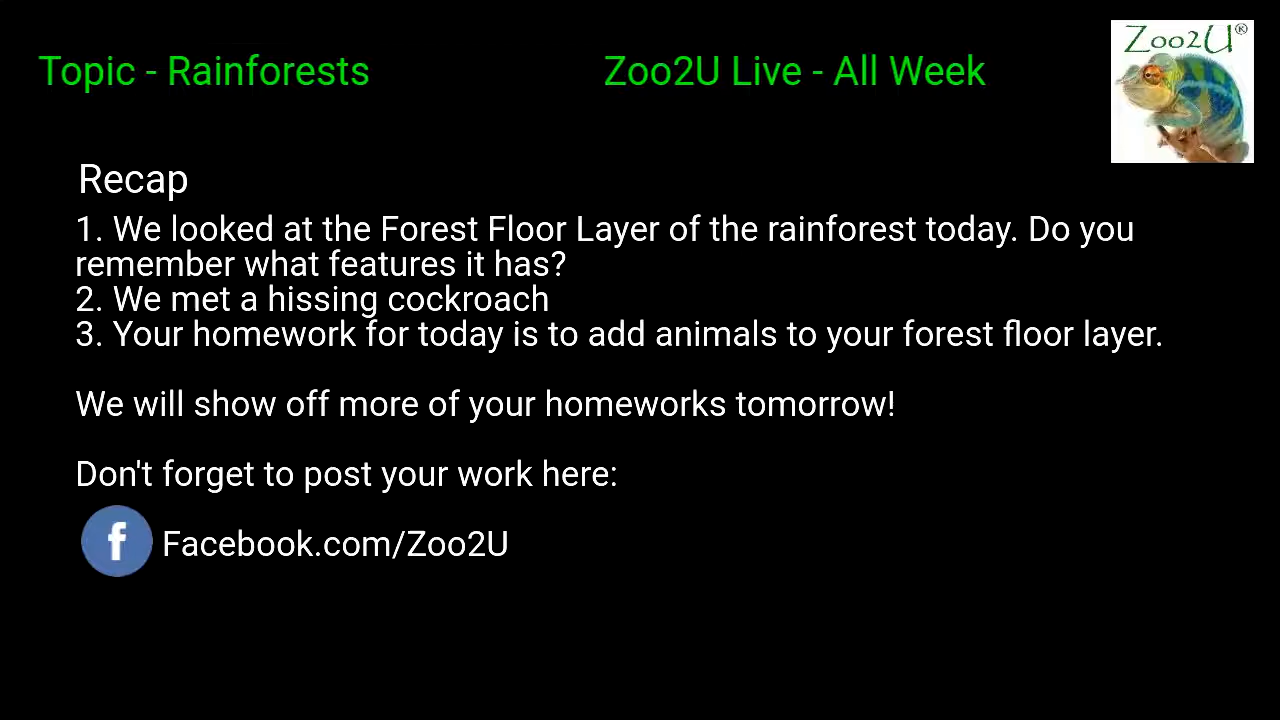 Topic - Rainforests
Zoo2U Live - All Week
Zoo2U®
Recap
1. We looked at the Forest Floor Layer of the rainforest today. Do you
remember what features it has?
2. We met a hissing cockroach
3. Your homework for today is to add animals to your forest floor layer.
We will show off more of your homeworks tomorrow!
Don't forget to post your work here:
f Facebook.com/Zoo2U